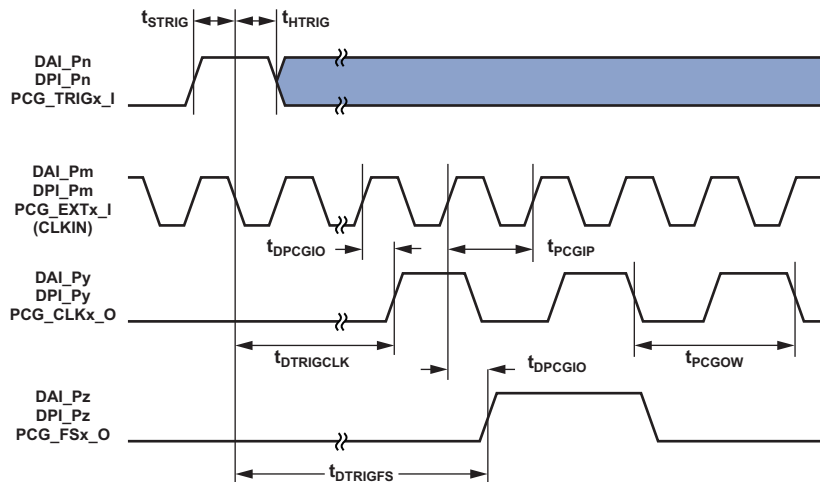 tSTRIG
tHTRIG
DAI_Pn
DPI_Pn
PCG_TRIGx_I
DAI_Pm
DPI_Pm
PCG_EXTx_I
(CLKIN)
tDPCGIO
tPCGIP
DAI_Py
DPI_Py
PCG_CLKx_O
tDTRIGCLK
tDPCGIO
tPCGOW
DAI_Pz
DPI_Pz
PCG_FSx_O
tDTRIGFS